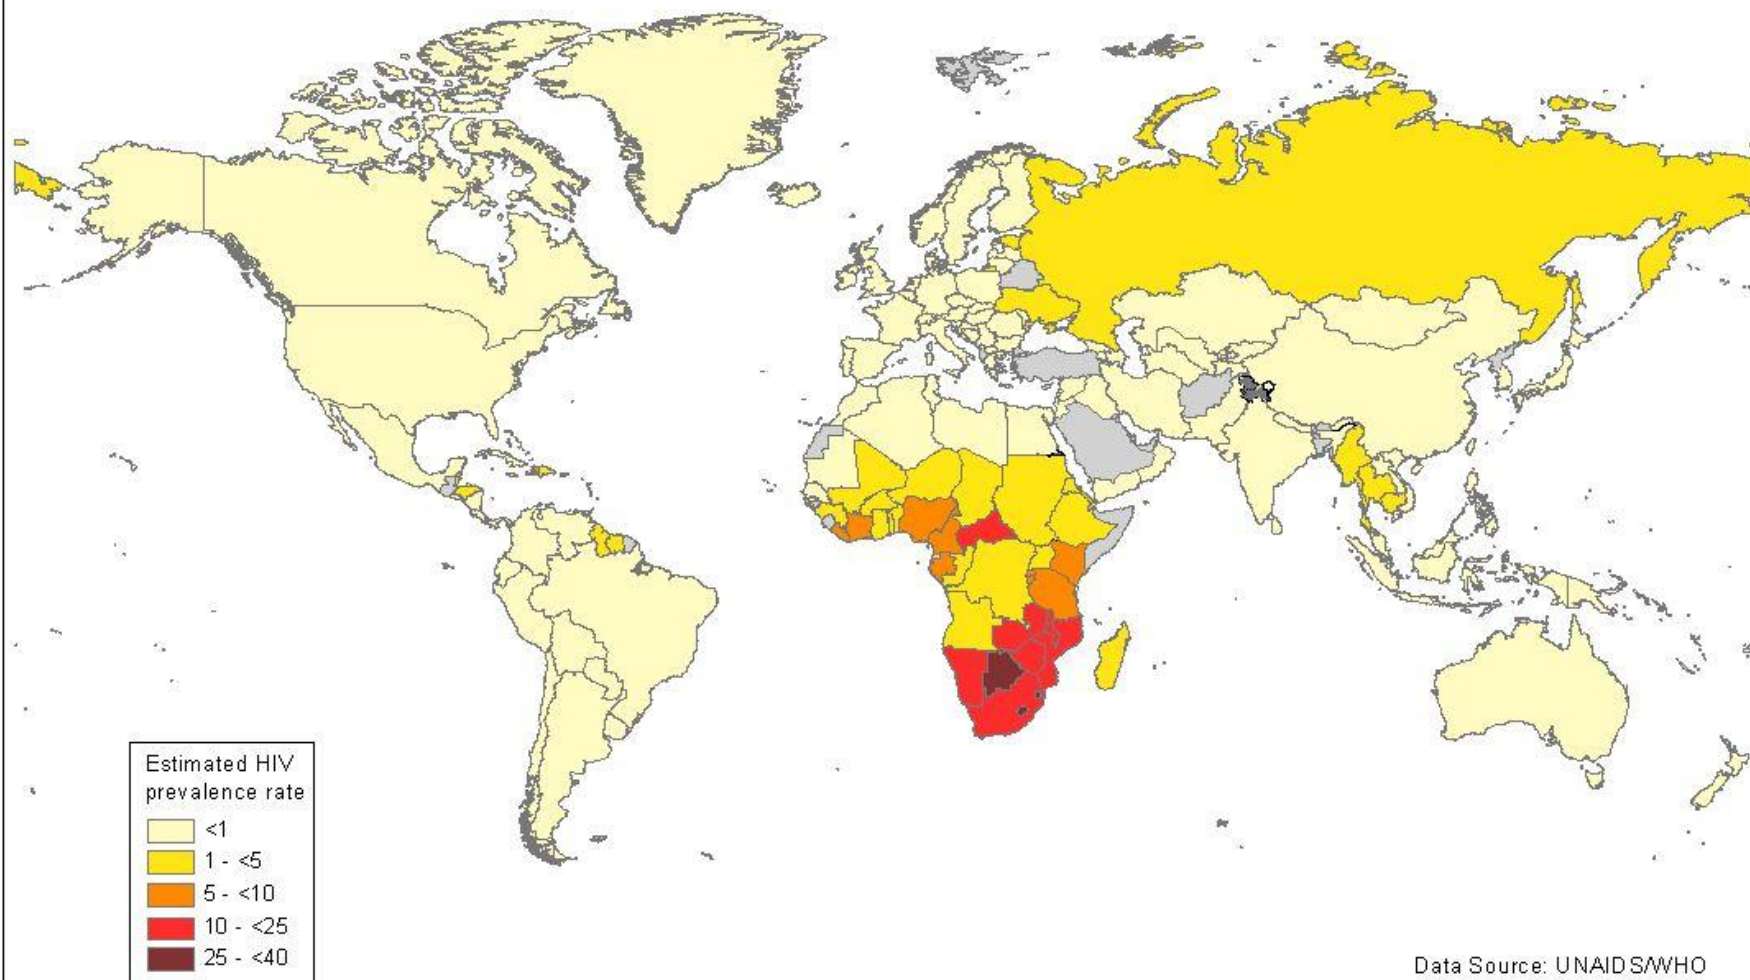 Estimated HIV
prevalence rate
<1
1 - <5
5 - <10
10 - <25
25 - <40
Data Source: UNAIDS/WHO